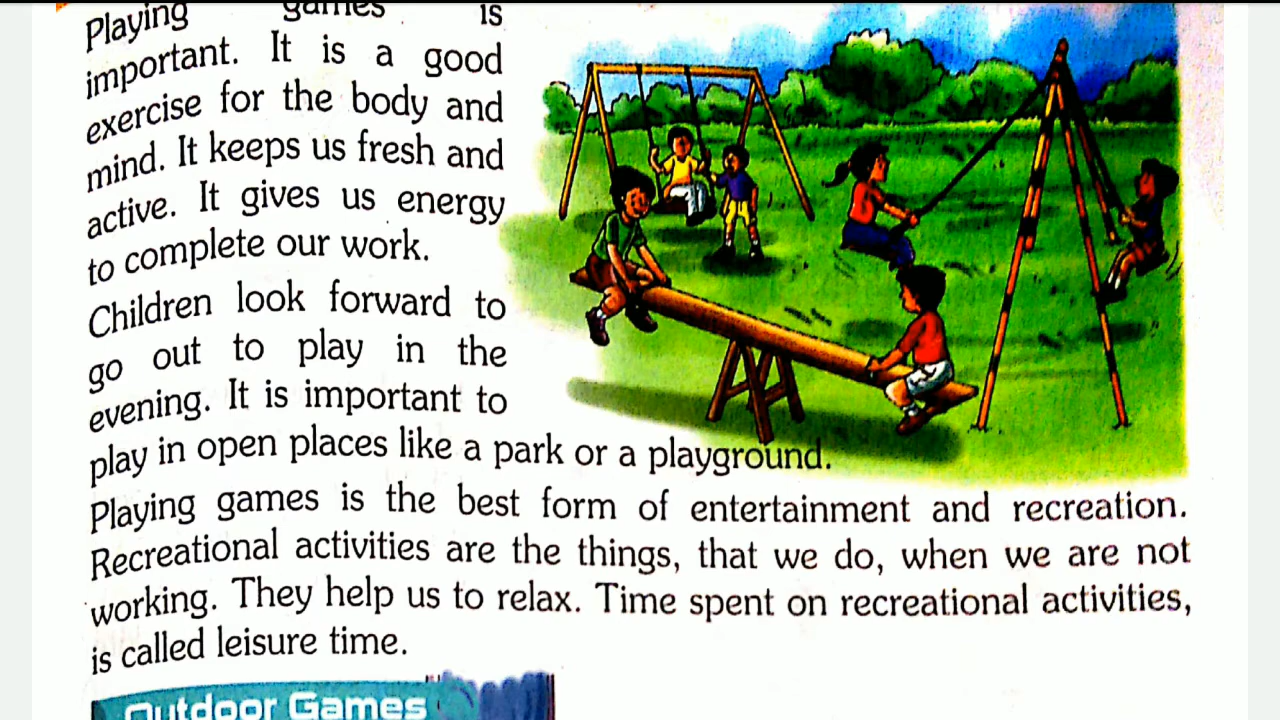 Playing games is
important. It is a good
exercise for the body and
mind. It keeps us fresh and
active. It gives us energy
to complete our work.
Children look forward to
go out to play in the
evening. It is important to
play in open places like a park or a playground.
Playing games is the best form of entertainment and recreation.
Recreational activities are the things, that we do, when we are not
working. They help us to relax. Time spent on recreational activities,
is called leisure time.
Outdoor Games